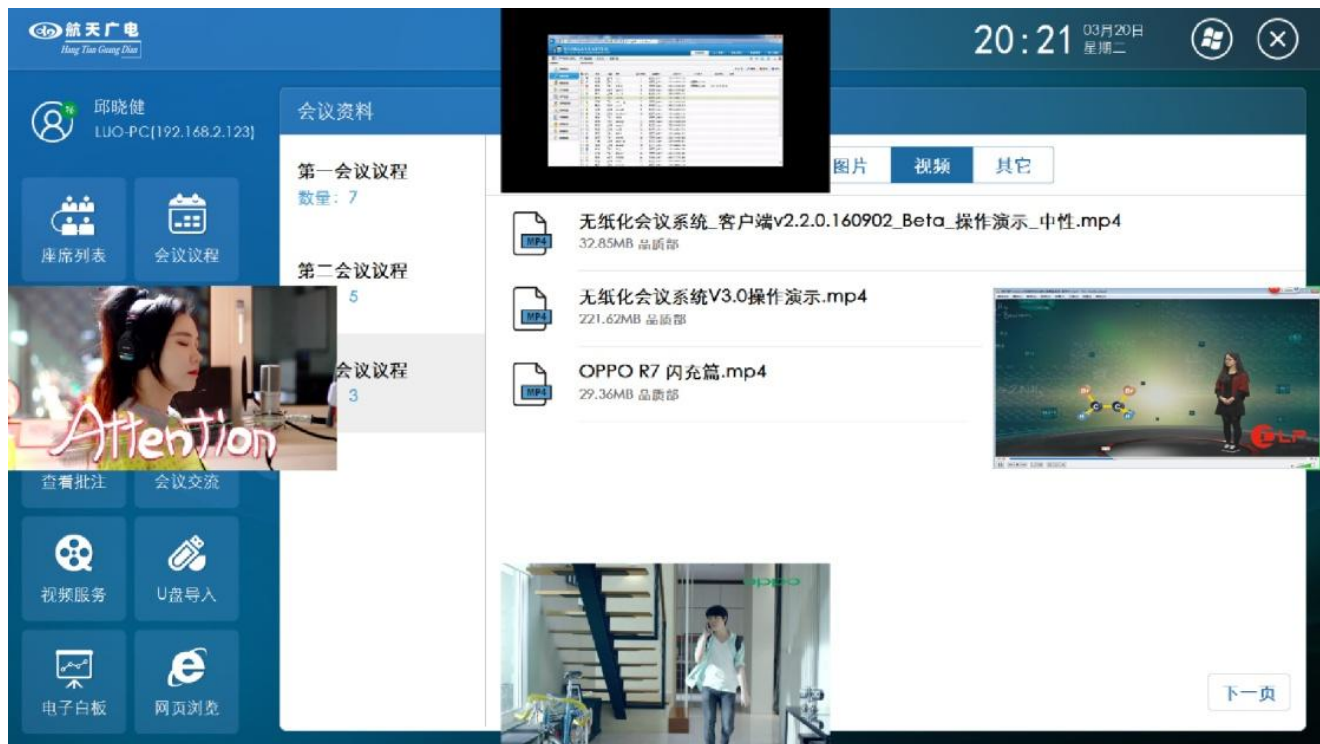 航天广电
Hang Tian Guang Dian
20:21
03月20日
星期二
邱晓健
LUO-PC[192.168.2.123]
会议资料
座席列表
会议议程
查看批注
会议交流
视频服务
U盘导入
电子白板
网页浏览
第一会议议程
数量: 7
第二会议议程
5
会议议程
3
图片
视频
其它
MP4
无纸化会议系统_客户端v2.2.0.160902_Beta_操作演示_中性.mp4
32.85MB 品质部
MP4
无纸化会议系统V3.0操作演示.mp4
221.62MB 品质部
MP4
OPPO R7 闪充篇.mp4
29.36MB 品质部
Attention
oppo
下一页